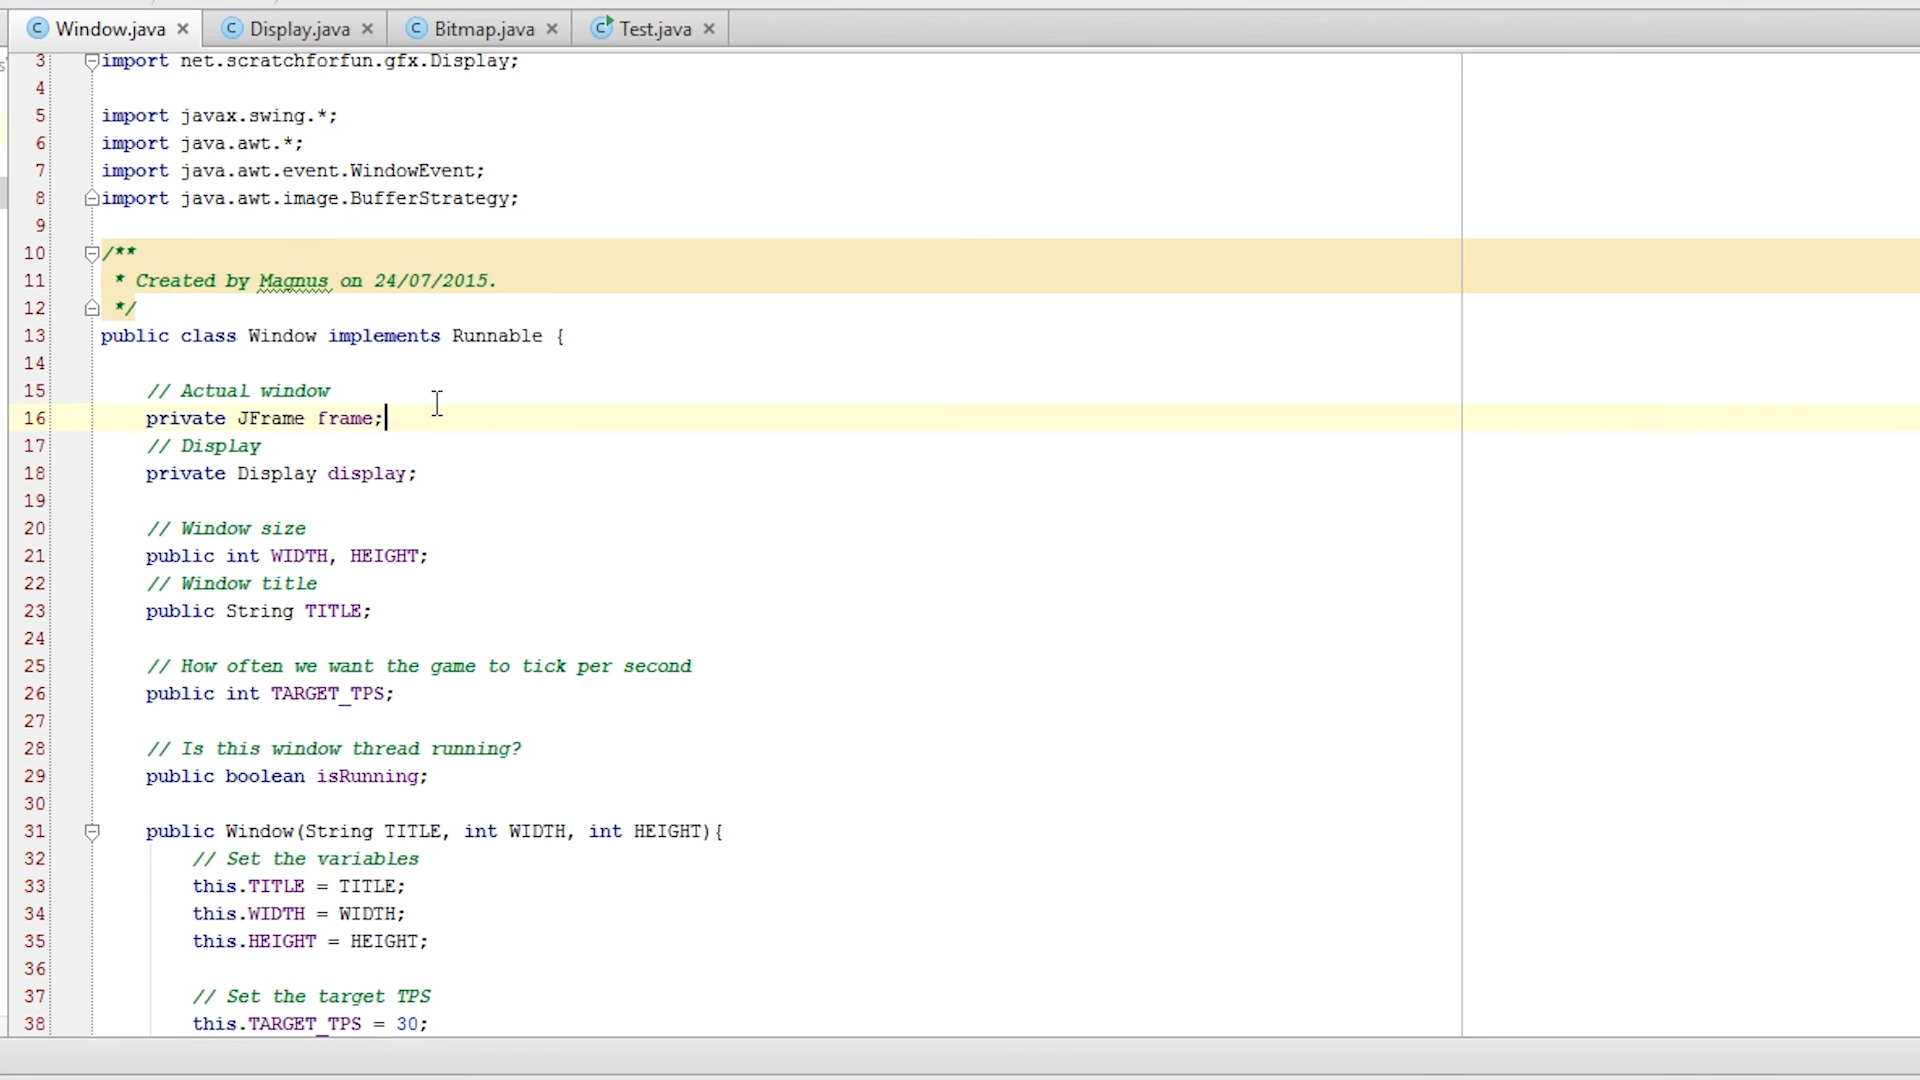 Window.java × Display.java × Bitmap.java × Test.java ×
3 import net.scratchforfun.gfx.Display;
4
5 import javax.swing.*;
6 import java.awt.*;
7 import java.awt.event.WindowEvent;
8 import java.awt.image.BufferStrategy;
9
10 /**
11 * Created by Magnus on 24/07/2015.
12 */
13 public class Window implements Runnable {
14
15 // Actual window
16 private JFrame frame;
17 // Display
18 private Display display;
19
20 // Window size
21 public int WIDTH, HEIGHT;
22 // Window title
23 public String TITLE;
24
25 // How often we want the game to tick per second
26 public int TARGET_TPS;
27
28 // Is this window thread running?
29 public boolean isRunning;
30
31 public Window(String TITLE, int WIDTH, int HEIGHT){
32 // Set the variables
33 this.TITLE = TITLE;
34 this.WIDTH = WIDTH;
35 this.HEIGHT = HEIGHT;
36
37 // Set the target TPS
38 this.TARGET_TPS = 30;